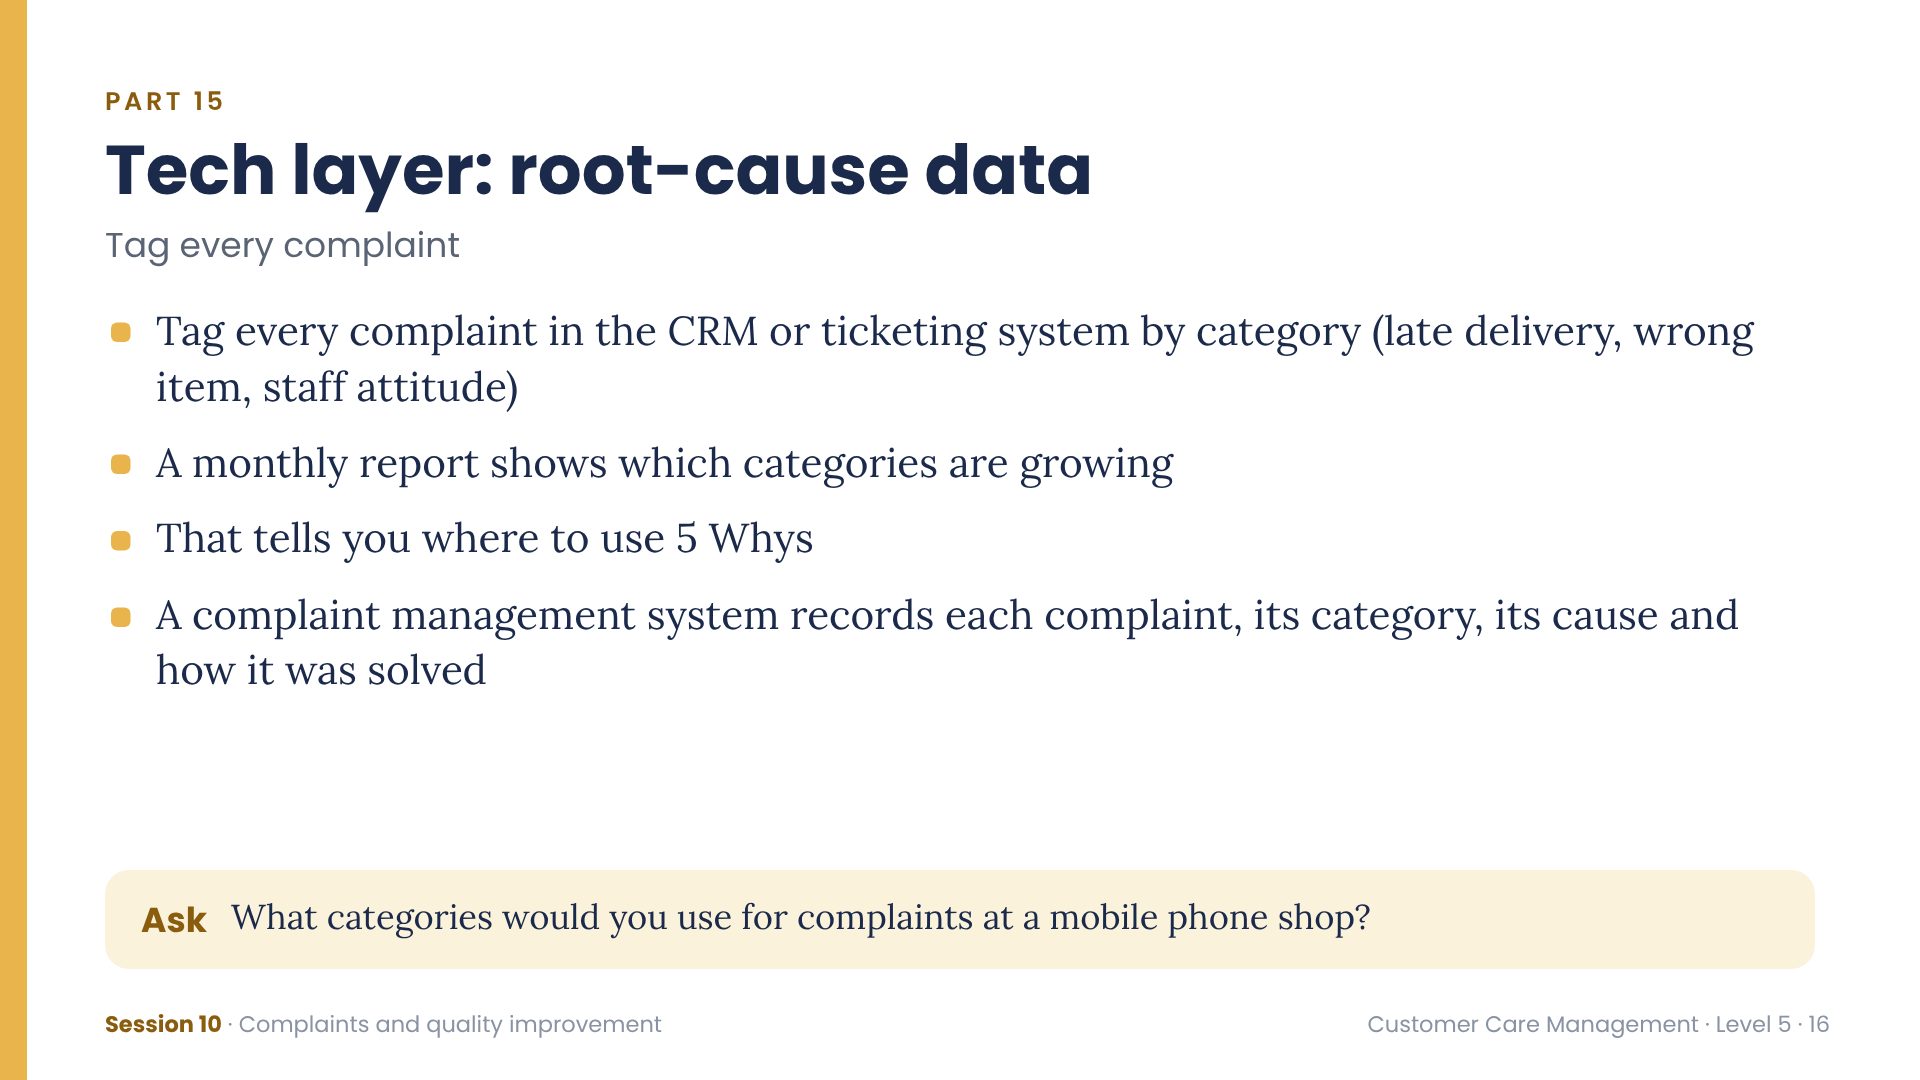 PART 15
Tech layer: root-cause data
Tag every complaint
Tag every complaint in the CRM or ticketing system by category (late delivery, wrong
item, staff attitude)
A monthly report shows which categories are growing
That tells you where to use 5 Whys
A complaint management system records each complaint, its category, its cause and
how it was solved
Ask What categories would you use for complaints at a mobile phone shop?
Session 10 · Complaints and quality improvement
Customer Care Management · Level 5 · 16